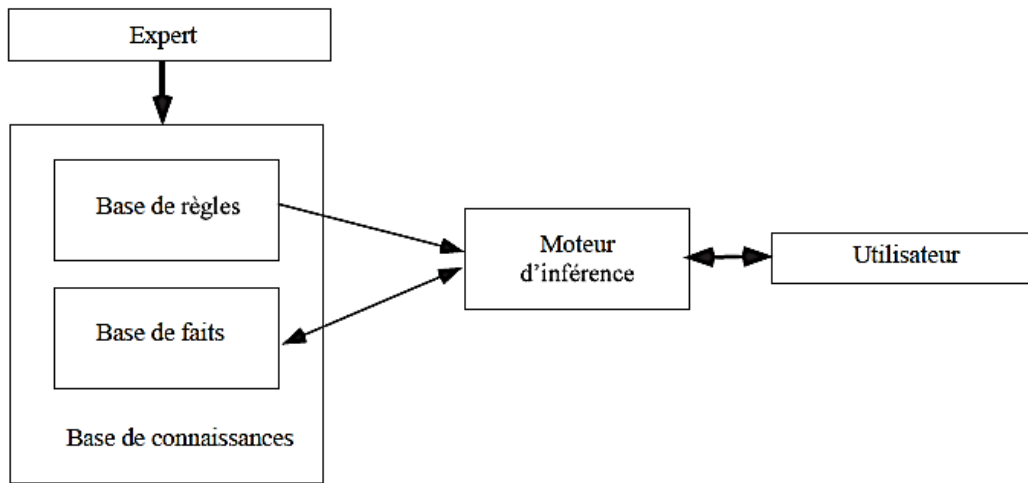 Expert
Base de règles
Base de faits
Base de connaissances
Moteur
d'inférence
Utilisateur